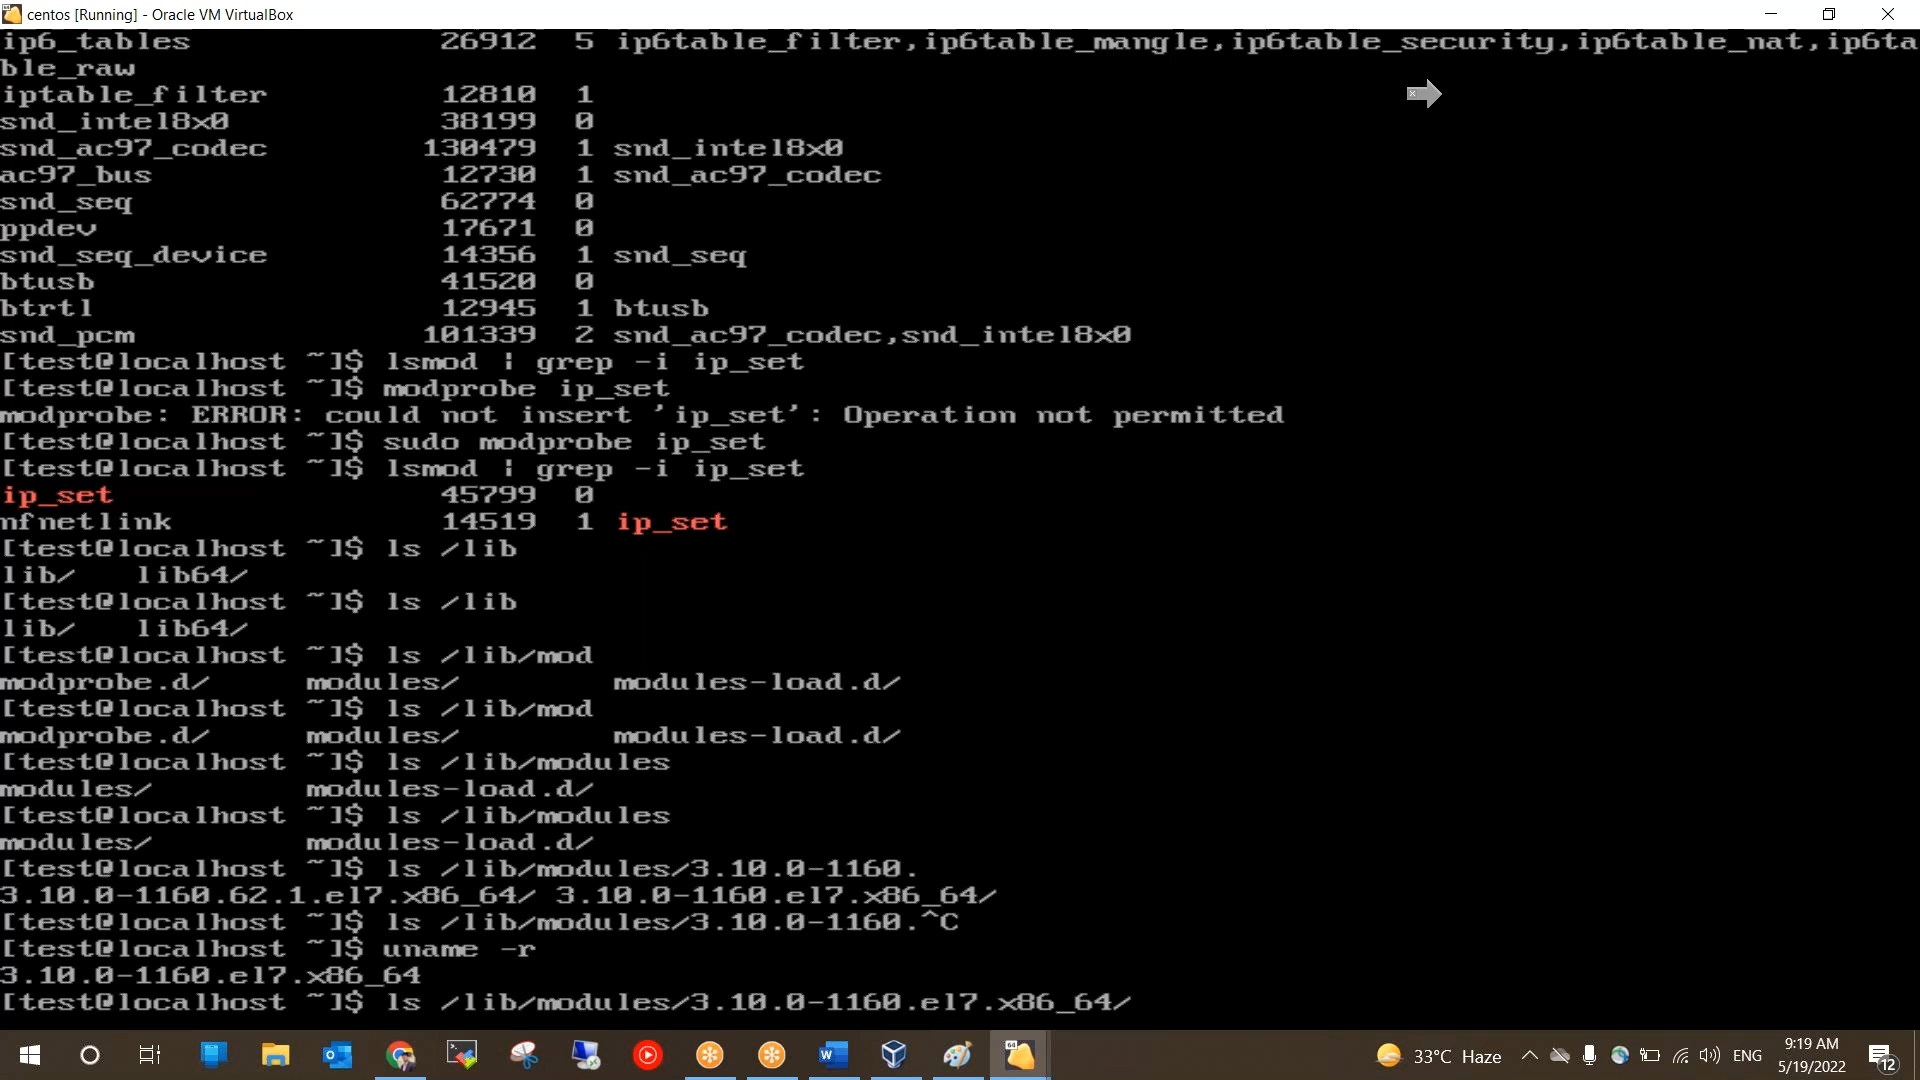 centos [Running] - Oracle VM VirtualBox
ip6_tables 26912 5 ip6table_filter,ip6table_mangle,ip6table_security,ip6table_nat,ip6ta
ble_raw
iptable_filter 12810 1
snd_intel8x0 38199 0
snd_ac97_codec 130479 1 snd_intel8x0
ac97_bus 12730 1 snd_ac97_codec
snd_seq 62774 0
ppdev 17671 0
snd_seq_device 14356 1 snd_seq
btusb 41520 0
btrtl 12945 1 btusb
snd_pcm 101339 2 snd_ac97_codec,snd_intel8x0
[test@localhost ~]$ lsmod | grep -i ip_set
[test@localhost ~]$ modprobe ip_set
modprobe: ERROR: could not insert 'ip_set': Operation not permitted
[test@localhost ~]$ sudo modprobe ip_set
[test@localhost ~]$ lsmod | grep -i ip_set
ip_set 45799 0
nfnetlink 14519 1 ip_set
[test@localhost ~]$ ls /lib
lib/ lib64/
[test@localhost ~]$ ls /lib
lib/ lib64/
[test@localhost ~]$ ls /lib/mod
modprobe.d/ modules/ modules-load.d/
[test@localhost ~]$ ls /lib/mod
modprobe.d/ modules/ modules-load.d/
[test@localhost ~]$ ls /lib/modules
modules/ modules-load.d/
[test@localhost ~]$ ls /lib/modules
modules/ modules-load.d/
[test@localhost ~]$ ls /lib/modules/3.10.0-1160.
3.10.0-1160.62.1.el7.x86_64/ 3.10.0-1160.el7.x86_64/
[test@localhost ~]$ ls /lib/modules/3.10.0-1160.^C
[test@localhost ~]$ uname -r
3.10.0-1160.el7.x86_64
[test@localhost ~]$ ls /lib/modules/3.10.0-1160.el7.x86_64/
33°C Haze
ENG
9:19 AM
5/19/2022
12